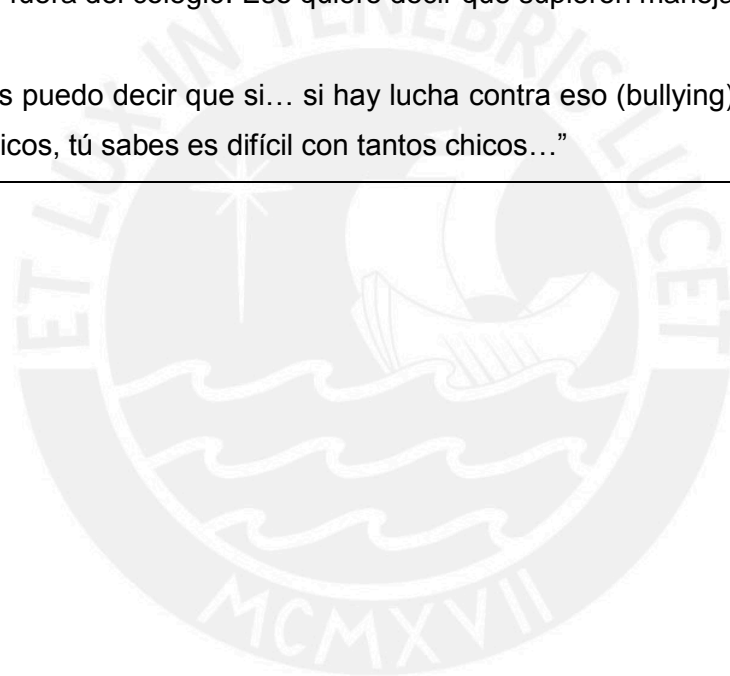 fuera del colegio. Eso quiere decir que supieron maneja
s puedo decir que si… si hay lucha contra eso (bullying)
icos, tú sabes es difícil con tantos chicos…”
ET LUX IN TENEBRIS LUCET
MCMXVII